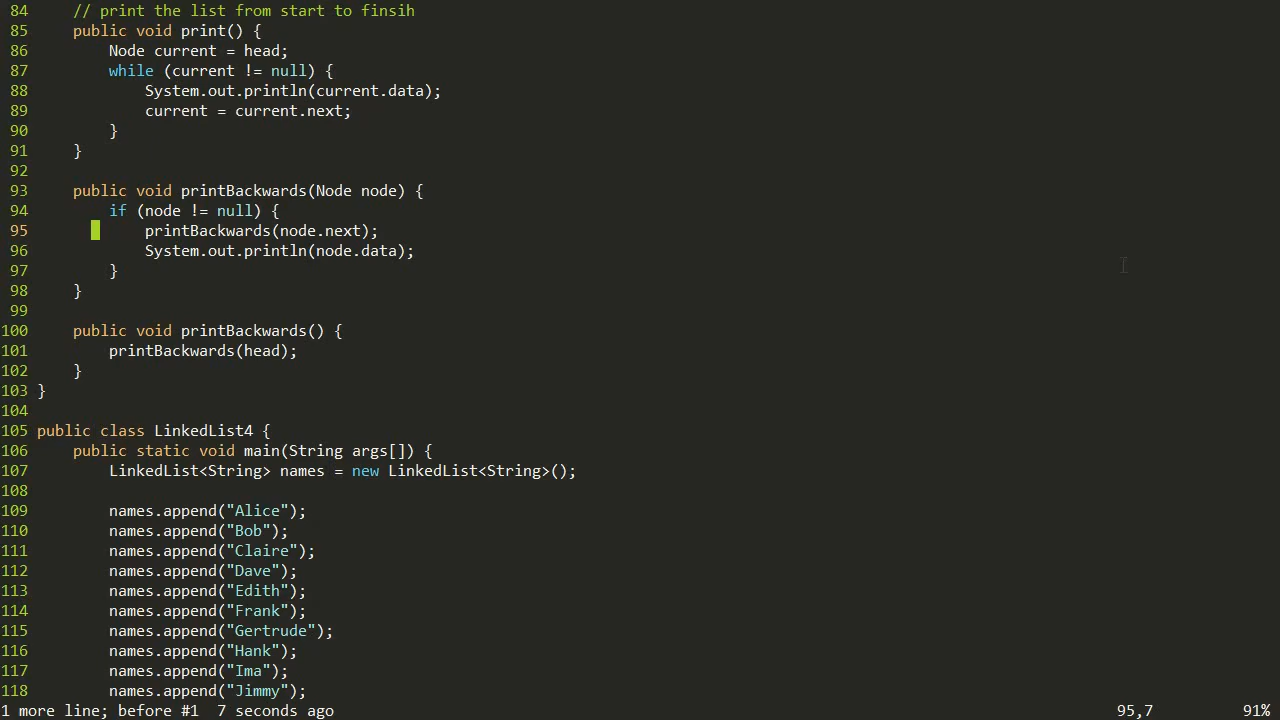 84     // print the list from start to finsih
85     public void print() {
86         Node current = head;
87         while (current != null) {
88             System.out.println(current.data);
89             current = current.next;
90         }
91     }
92
93     public void printBackwards(Node node) {
94         if (node != null) {
95             printBackwards(node.next);
96             System.out.println(node.data);
97         }
98     }
99
100     public void printBackwards() {
101         printBackwards(head);
102     }
103 }
104
105 public class LinkedList4 {
106     public static void main(String args[]) {
107         LinkedList<String> names = new LinkedList<String>();
108
109         names.append("Alice");
110         names.append("Bob");
111         names.append("Claire");
112         names.append("Dave");
113         names.append("Edith");
114         names.append("Frank");
115         names.append("Gertrude");
116         names.append("Hank");
117         names.append("Ima");
118         names.append("Jimmy");
1 more line; before #1  7 seconds ago 95,7 91%